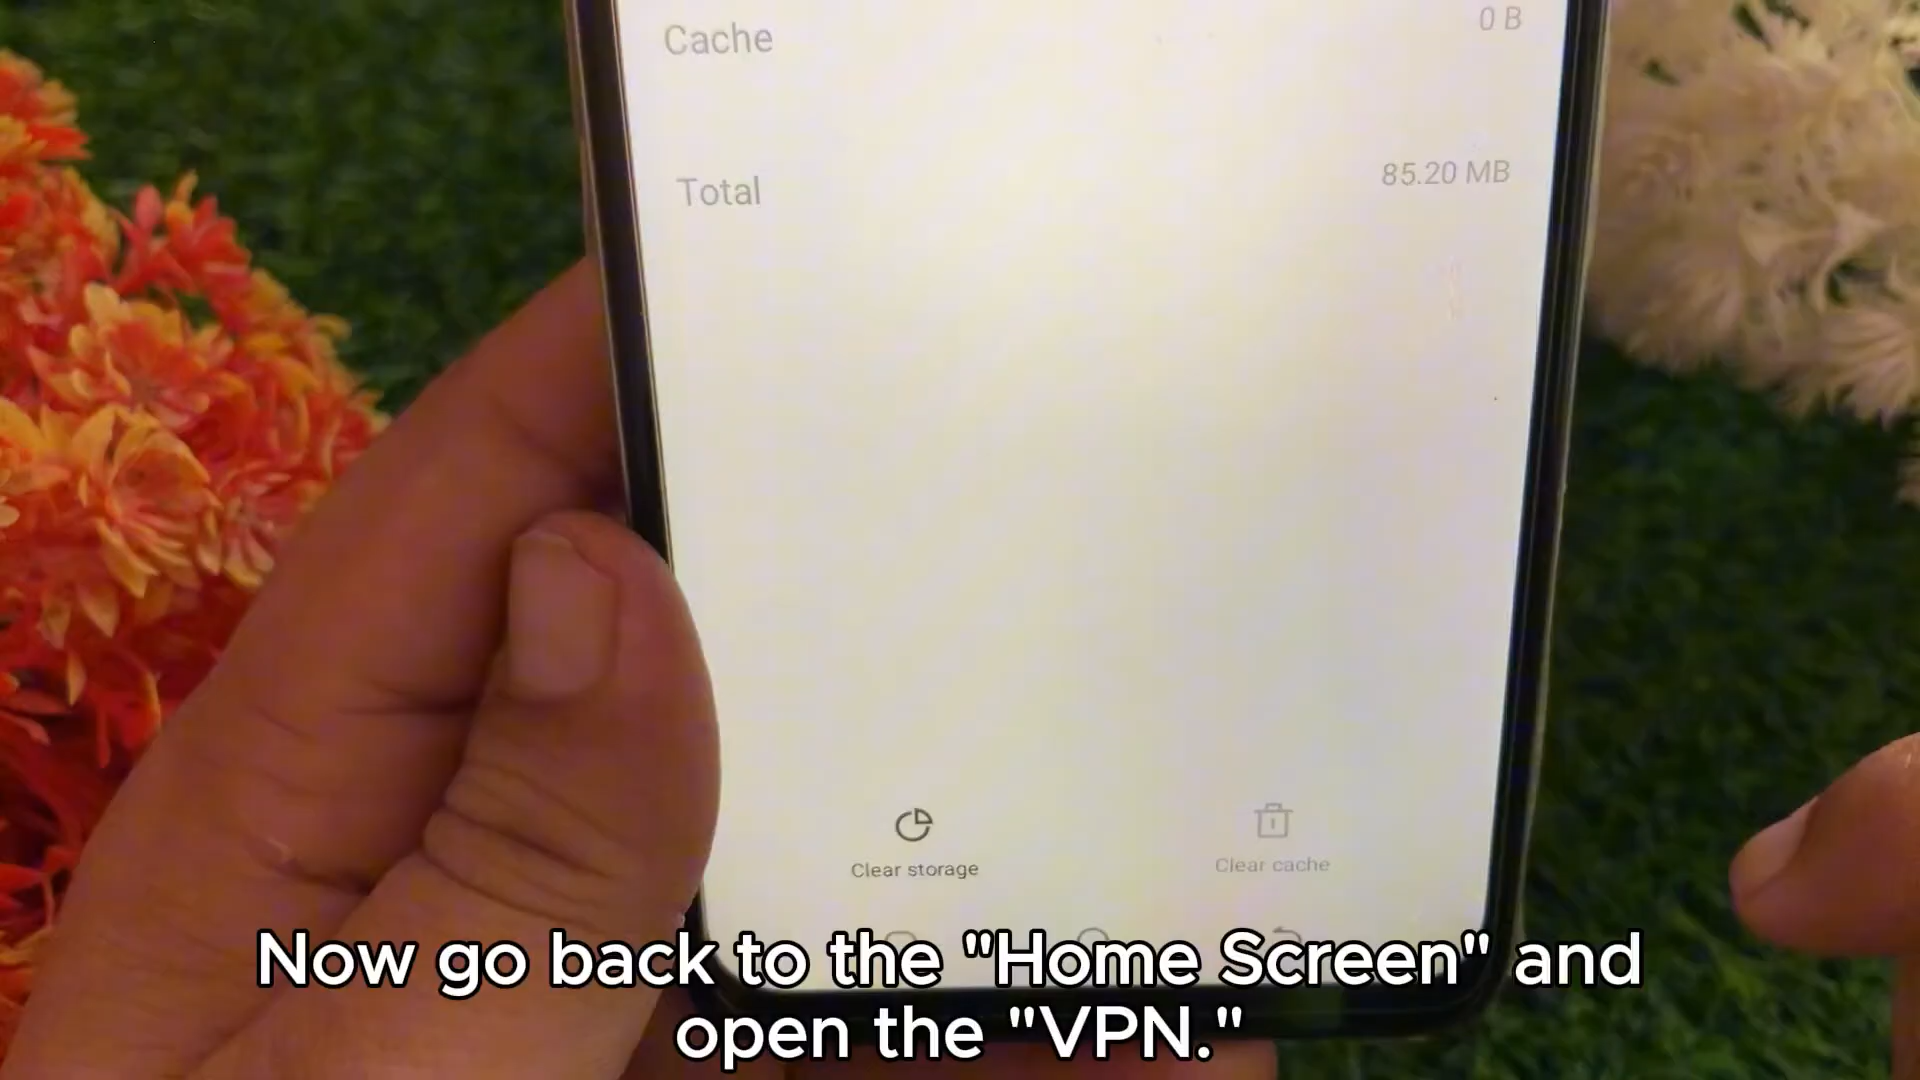 Cache 0 B
Total 85.20 MB
Clear storage Clear cache
Now go back to the "Home Screen" and
open the "VPN."